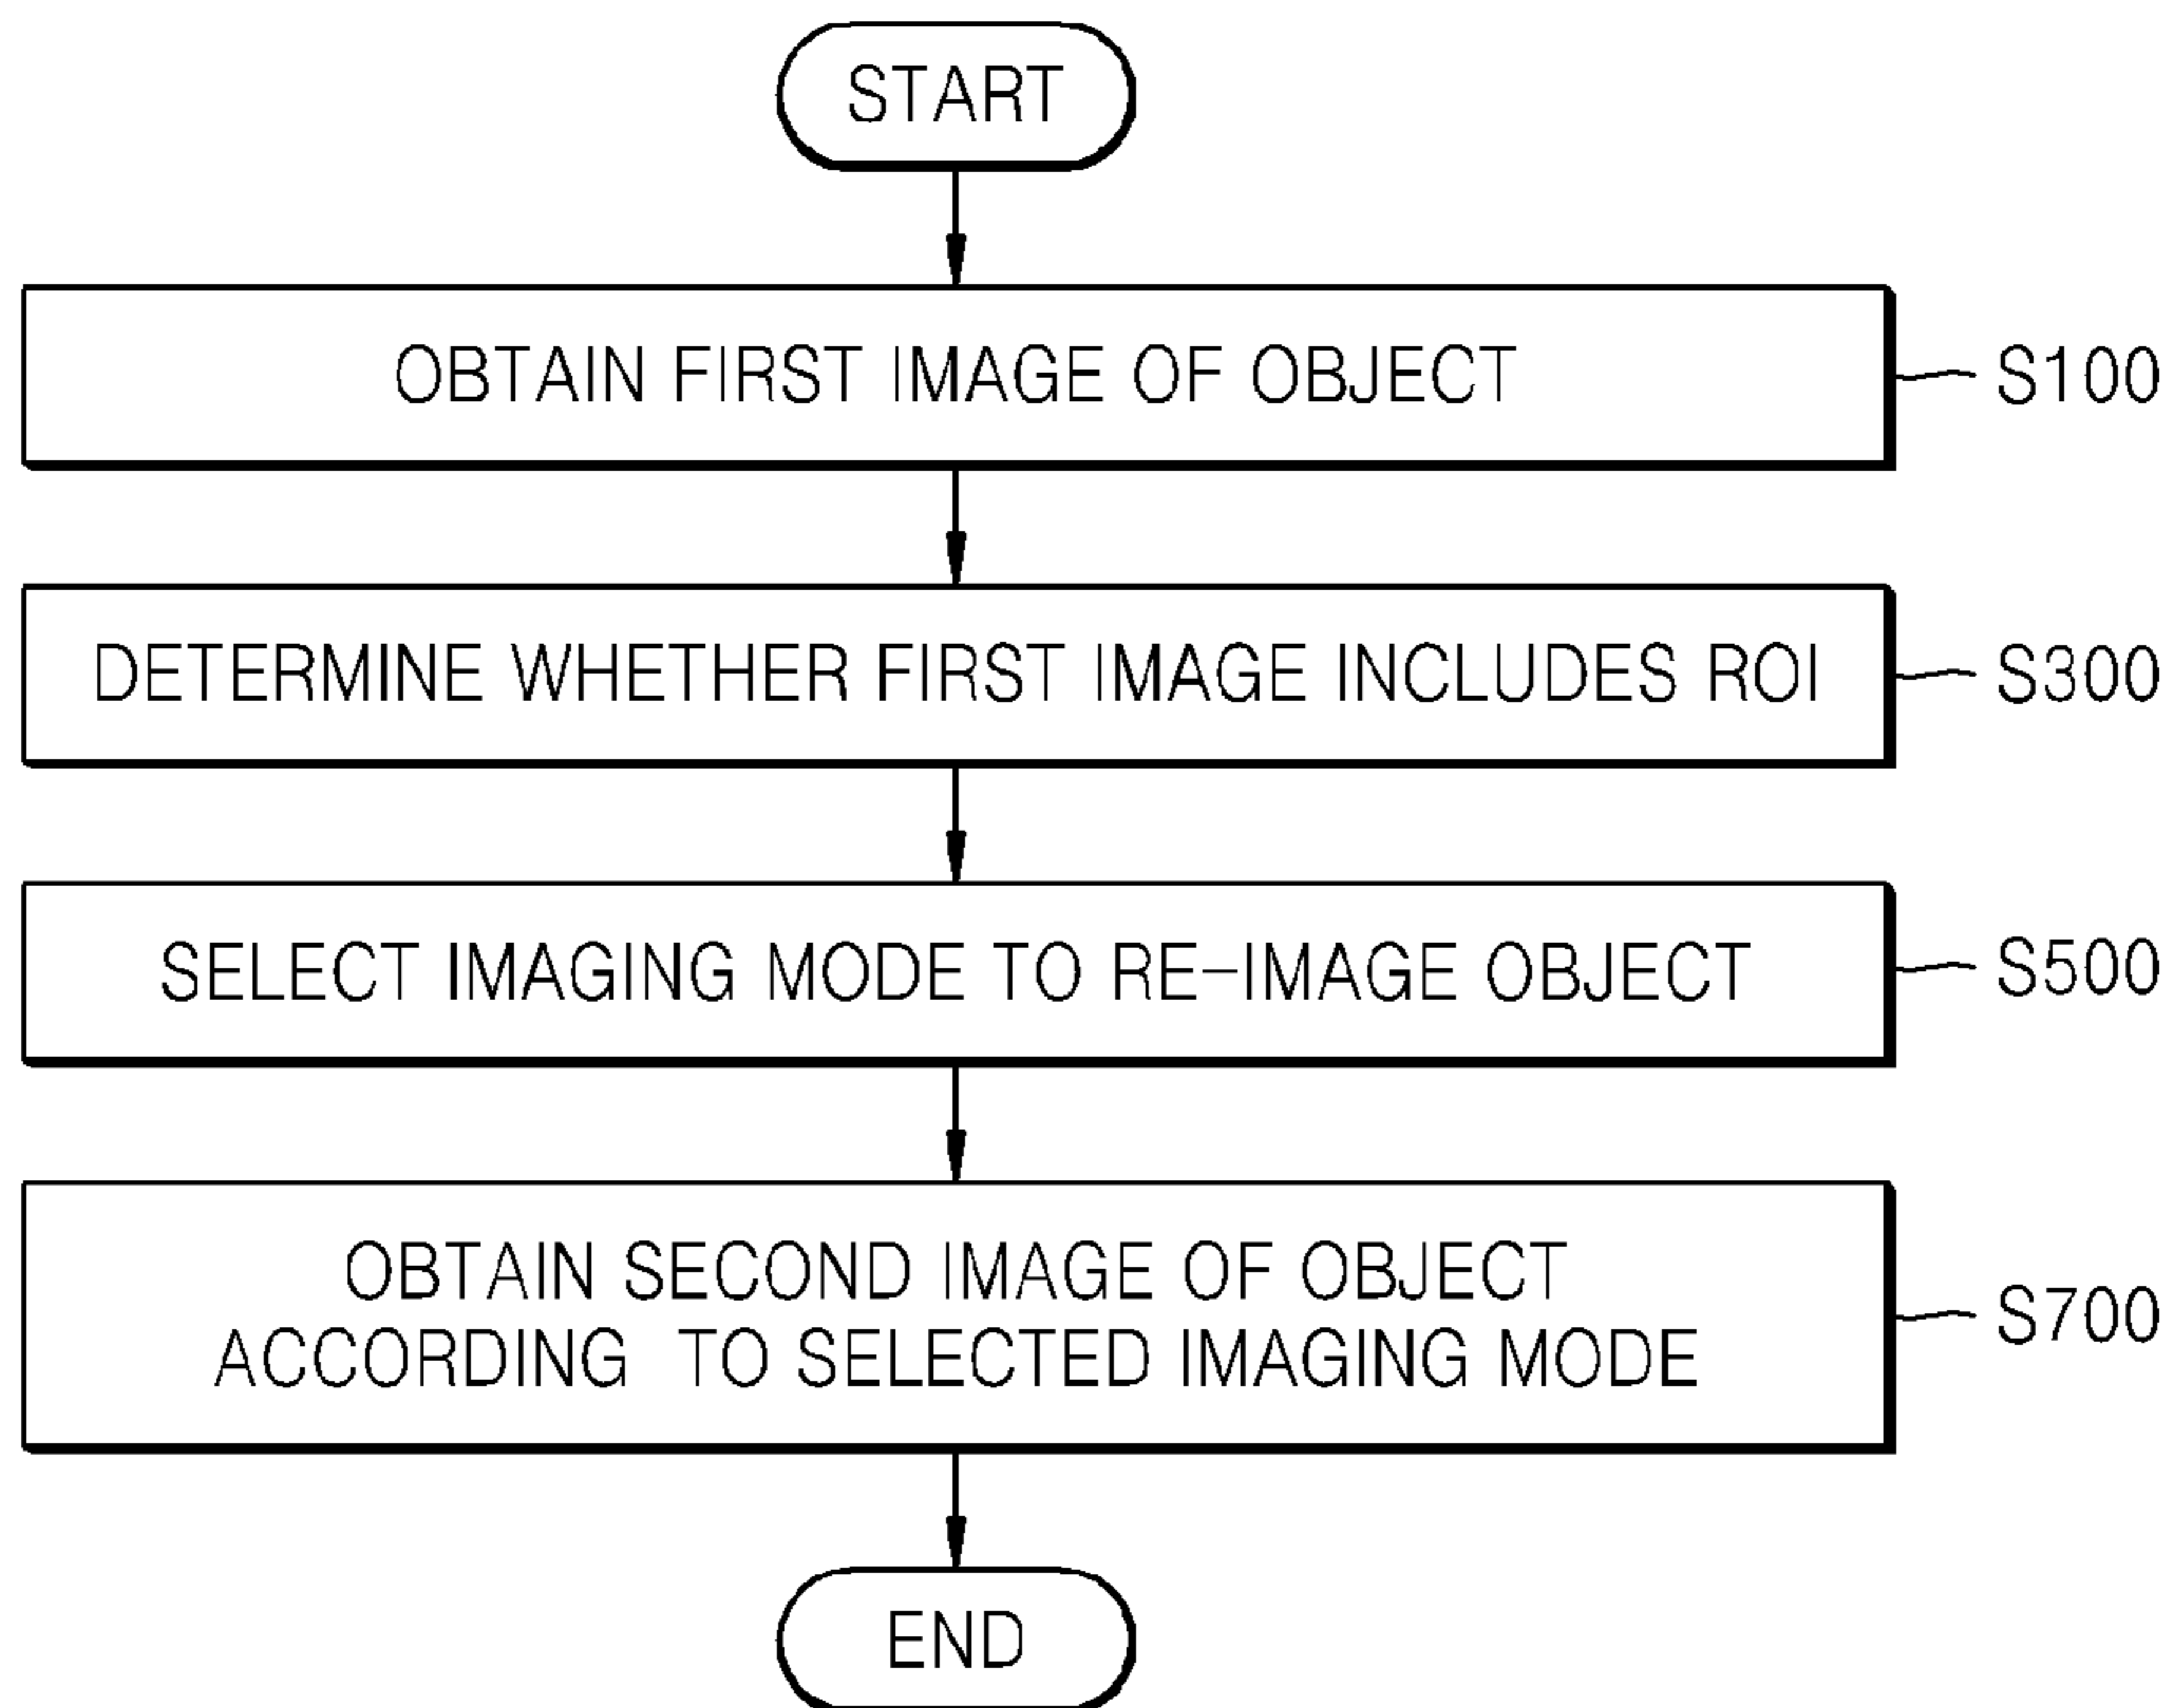 START
OBTAIN FIRST IMAGE OF OBJECT
S100
DETERMINE WHETHER FIRST IMAGE INCLUDES ROI
S300
SELECT IMAGING MODE TO RE-IMAGE OBJECT
S500
OBTAIN SECOND IMAGE OF OBJECT
ACCORDING TO SELECTED IMAGING MODE
S700
END